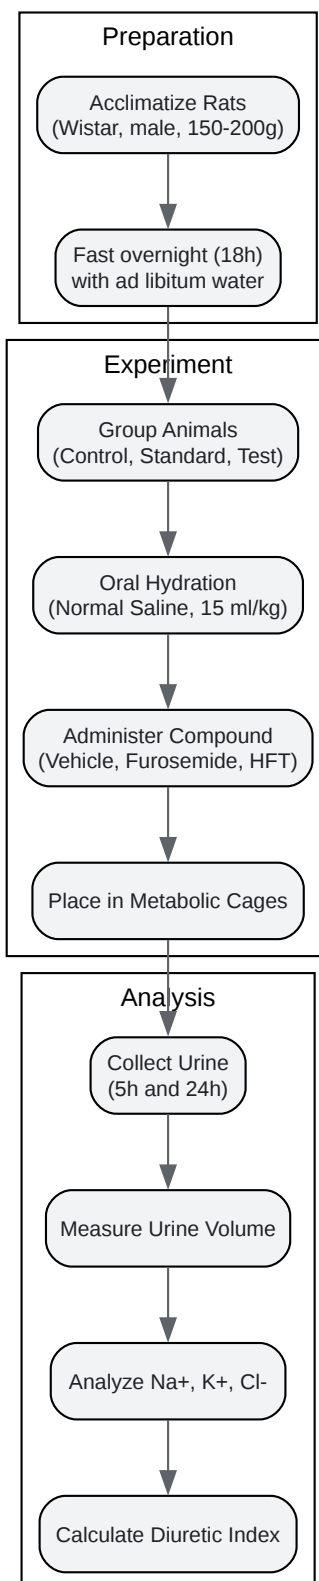 Preparation
Acclimatize Rats
(Wistar, male, 150-200g)
Fast overnight (18h)
with ad libitum water
Experiment
Group Animals
(Control, Standard, Test)
Oral Hydration
(Normal Saline, 15 ml/kg)
Administer Compound
(Vehicle, Furosemide, HFT)
Place in Metabolic Cages
Analysis
Collect Urine
(5h and 24h)
Measure Urine Volume
Analyze Na+, K+, Cl-
Calculate Diuretic Index